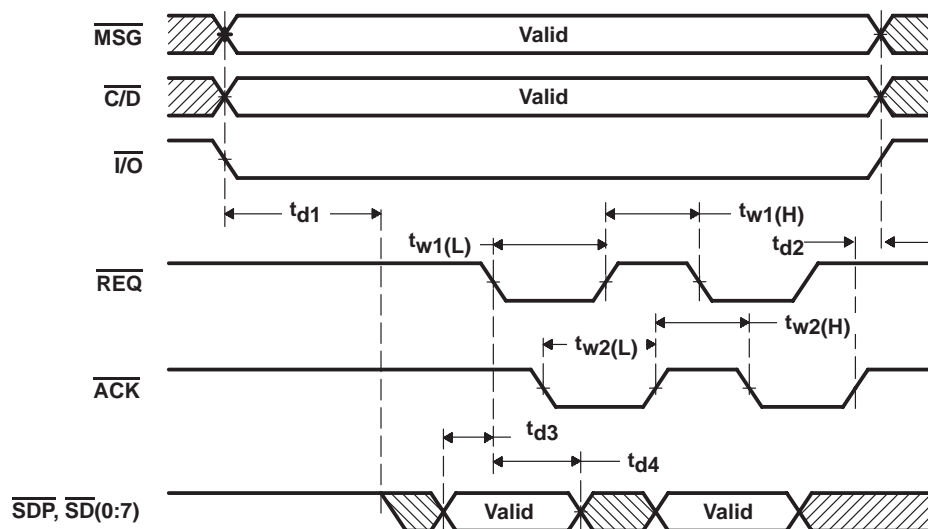 MSG
Valid
C/D
Valid
I/O
td1
tw1(H)
tw1(L)
td2
REQ
tw2(H)
tw2(L)
ACK
td3
td4
SDP, SD(0:7)
Valid
Valid